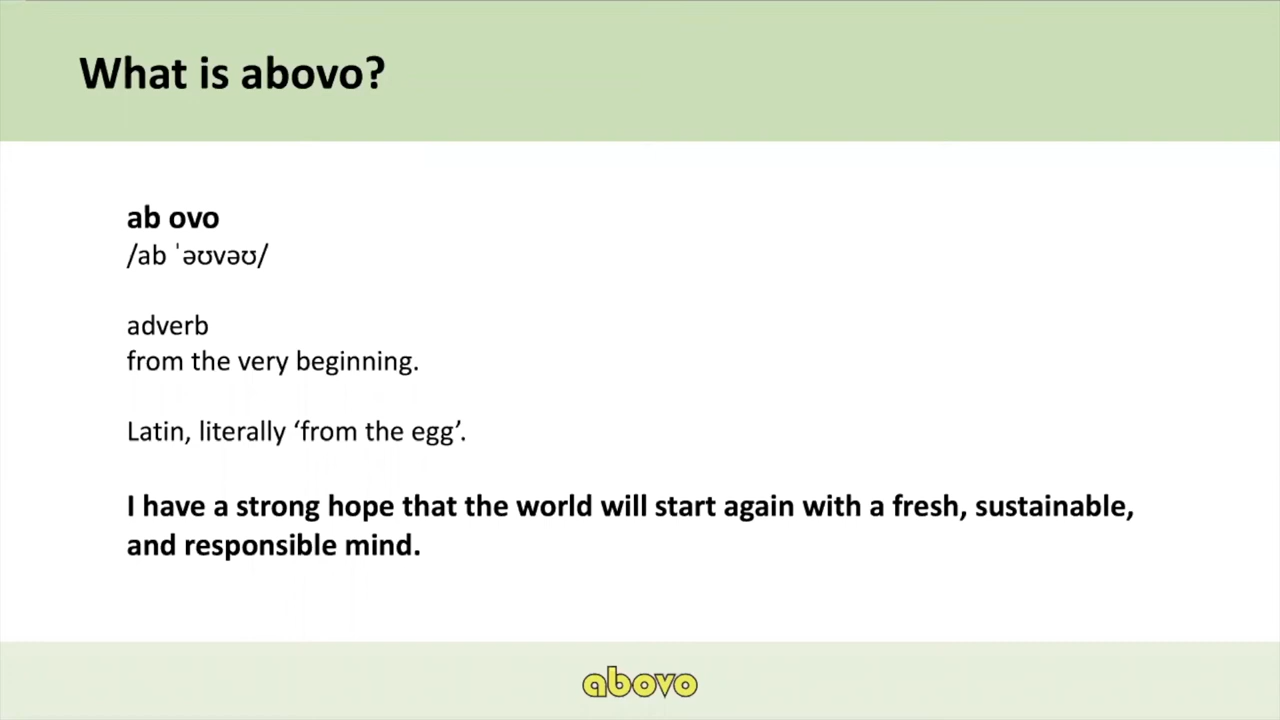 What is abovo?
ab ovo
/ab ˈəʊvəʊ/
adverb
from the very beginning.
Latin, literally ‘from the egg’.
I have a strong hope that the world will start again with a fresh, sustainable,
and responsible mind.
abovo